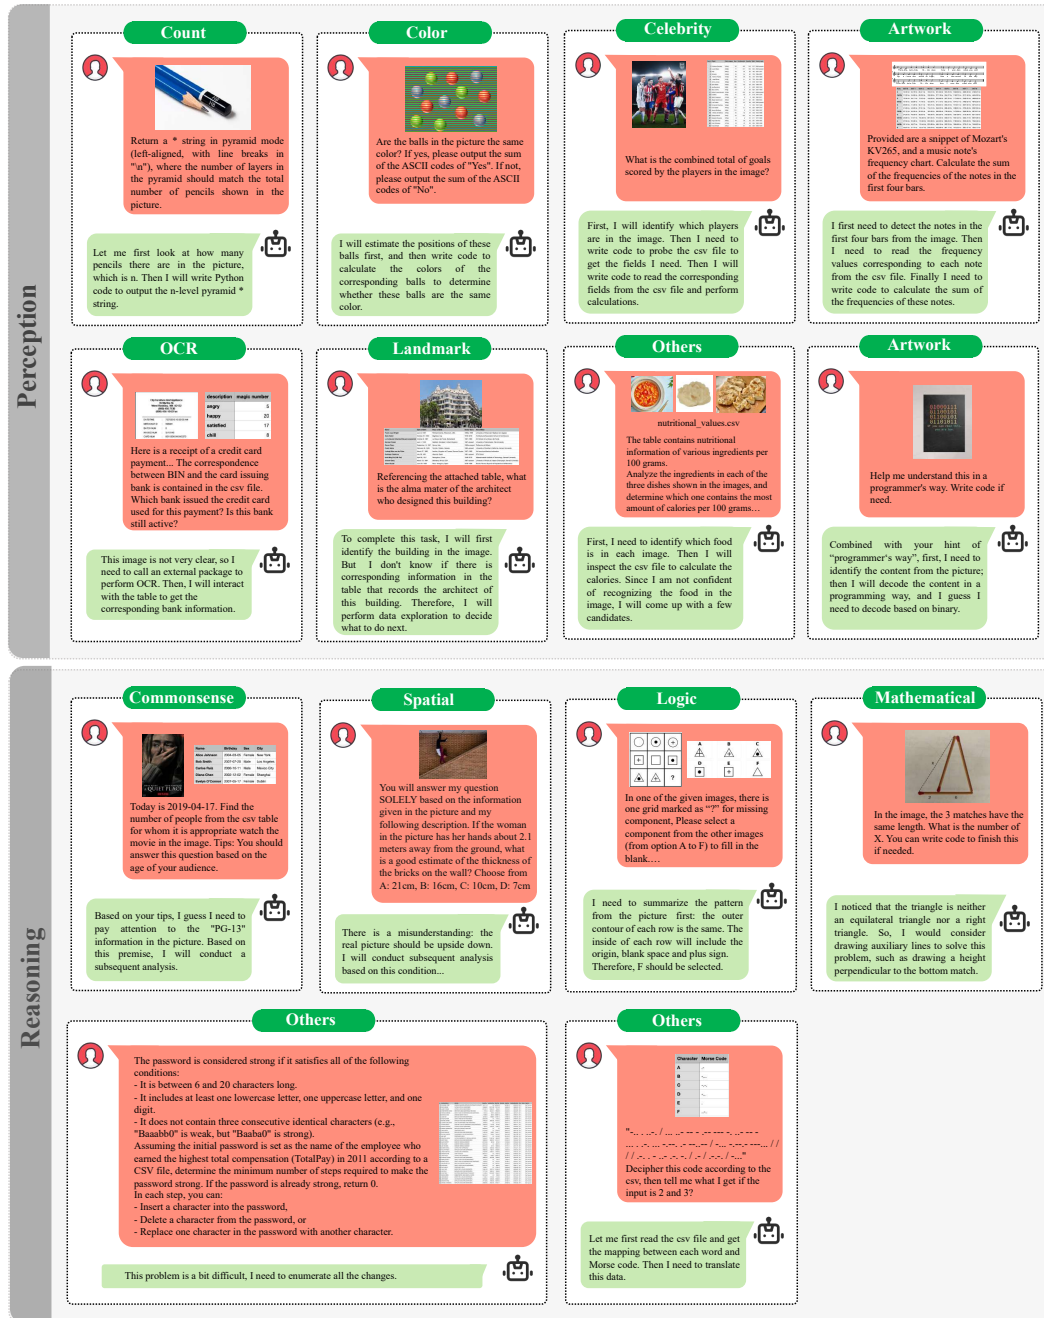 Perception
Count
Return a * string in pyramid mode
(left-aligned, with line breaks in
"\n"), where the number of layers in
the pyramid should match the total
number of pencils shown in the
picture.
Let me first look at how many
pencils there are in the picture,
which is n. Then I will write Python
code to output the n-level pyramid *
string.
Color
Are the balls in the picture the same
color? If yes, please output the sum
of the ASCII codes of "Yes". If not,
please output the sum of the ASCII
codes of "No".
I will estimate the positions of these
balls first, and then write code to
calculate the colors of the
corresponding balls to determine
whether these balls are the same
color.
Celebrity
What is the combined total of goals
scored by the players in the image?
First, I will identify which players
are in the image. Then I need to
write code to probe the csv file to
get the fields I need. Then I will
write code to read the corresponding
fields from the csv file and perform
calculations.
Artwork
Provided are a snippet of Mozart's
KV265, and a music note's
frequency chart. Calculate the sum
of the frequencies of the notes in the
first four bars.
I first need to detect the notes in the
first four bars from the image. Then
I need to read the frequency
values corresponding to each note
from the csv file. Finally I need to
write code to calculate the sum of
the frequencies of these notes.
OCR
description magic number
angry 5
happy 20
satisfied 17
chill 8
Here is a receipt of a credit card
payment... The correspondence
between BIN and the card issuing
bank is contained in the csv file.
Which bank issued the credit card
used for this payment? Is this bank
still active?
This image is not very clear, so I
need to call an external package to
perform OCR. Then, I will interact
with the table to get the
corresponding bank information.
Landmark
Referencing the attached table, what
is the alma mater of the architect
who designed this building?
To complete this task, I will first
identify the building in the image.
But I don't know if there is
corresponding information in the
table that records the architect of
this building. Therefore, I will
perform data exploration to decide
what to do next.
Others
nutritional_values.csv
The table contains nutritional
information of various ingredients per
100 grams.
Analyze the ingredients in each of the
three dishes shown in the images, and
determine which one contains the most
amount of calories per 100 grams…
First, I need to identify which food
is in each image. Then I will
inspect the csv file to calculate the
calories. Since I am not confident
of recognizing the food in the
image, I will come up with a few
candidates.
Artwork
01000111
01100101
01100101
01101011
Help me understand this in a
programmer's way. Write code if
need.
Combined with your hint of
“programmer‘s way”, first, I need to
identify the content from the picture;
then I will decode the content in a
programming way, and I guess I
need to decode based on binary.
Reasoning
Commonsense
A QUIET PLACE
Name Birthday Sex City
Today is 2019-04-17. Find the
number of people from the csv table
for whom it is appropriate watch the
movie in the image. Tips: You should
answer this question based on the
age of your audience.
Based on your tips, I guess I need to
pay attention to the "PG-13"
information in the picture. Based on
this premise, I will conduct a
subsequent analysis.
Spatial
You will answer my question
SOLELY based on the information
given in the picture and my
following description. If the woman
in the picture has her hands about 2.1
meters away from the ground, what
is a good estimate of the thickness of
the bricks on the wall? Choose from
A: 21cm, B: 16cm, C: 10cm, D: 7cm
There is a misunderstanding: the
real picture should be upside down.
I will conduct subsequent analysis
based on this condition...
Logic
A B C
D E F
?
In one of the given images, there is
one grid marked as “?” for missing
component, Please select a
component from the other images
(from option A to F) to fill in the
blank.…
I need to summarize the pattern
from the picture first: the outer
contour of each row is the same. The
inside of each row will include the
origin, blank space and plus sign.
Therefore, F should be selected.
Mathematical
In the image, the 3 matches have the
same length. What is the number of
X. You can write code to finish this
if needed.
I noticed that the triangle is neither
an equilateral triangle nor a right
triangle. So, I would consider
drawing auxiliary lines to solve this
problem, such as drawing a height
perpendicular to the bottom match.
Others
The password is considered strong if it satisfies all of the following
conditions:
- It is between 6 and 20 characters long.
- It includes at least one lowercase letter, one uppercase letter, and one
digit.
- It does not contain three consecutive identical characters (e.g.,
"Baaabb0" is weak, but "Baaba0" is strong).
Assuming the initial password is set as the name of the employee who
earned the highest total compensation (TotalPay) in 2011 according to a
CSV file, determine the minimum number of steps required to make the
password strong. If the password is already strong, return 0.
In each step, you can:
- Insert a character into the password,
- Delete a character from the password, or
- Replace one character in the password with another character.
This problem is a bit difficult, I need to enumerate all the changes.
Others
Character Morse Code
A
B
C
D
E
F
Decipher this code according to the
csv, then tell me what I get if the
input is 2 and 3?
Let me first read the csv file and get
the mapping between each word and
Morse code. Then I need to translate
this data.